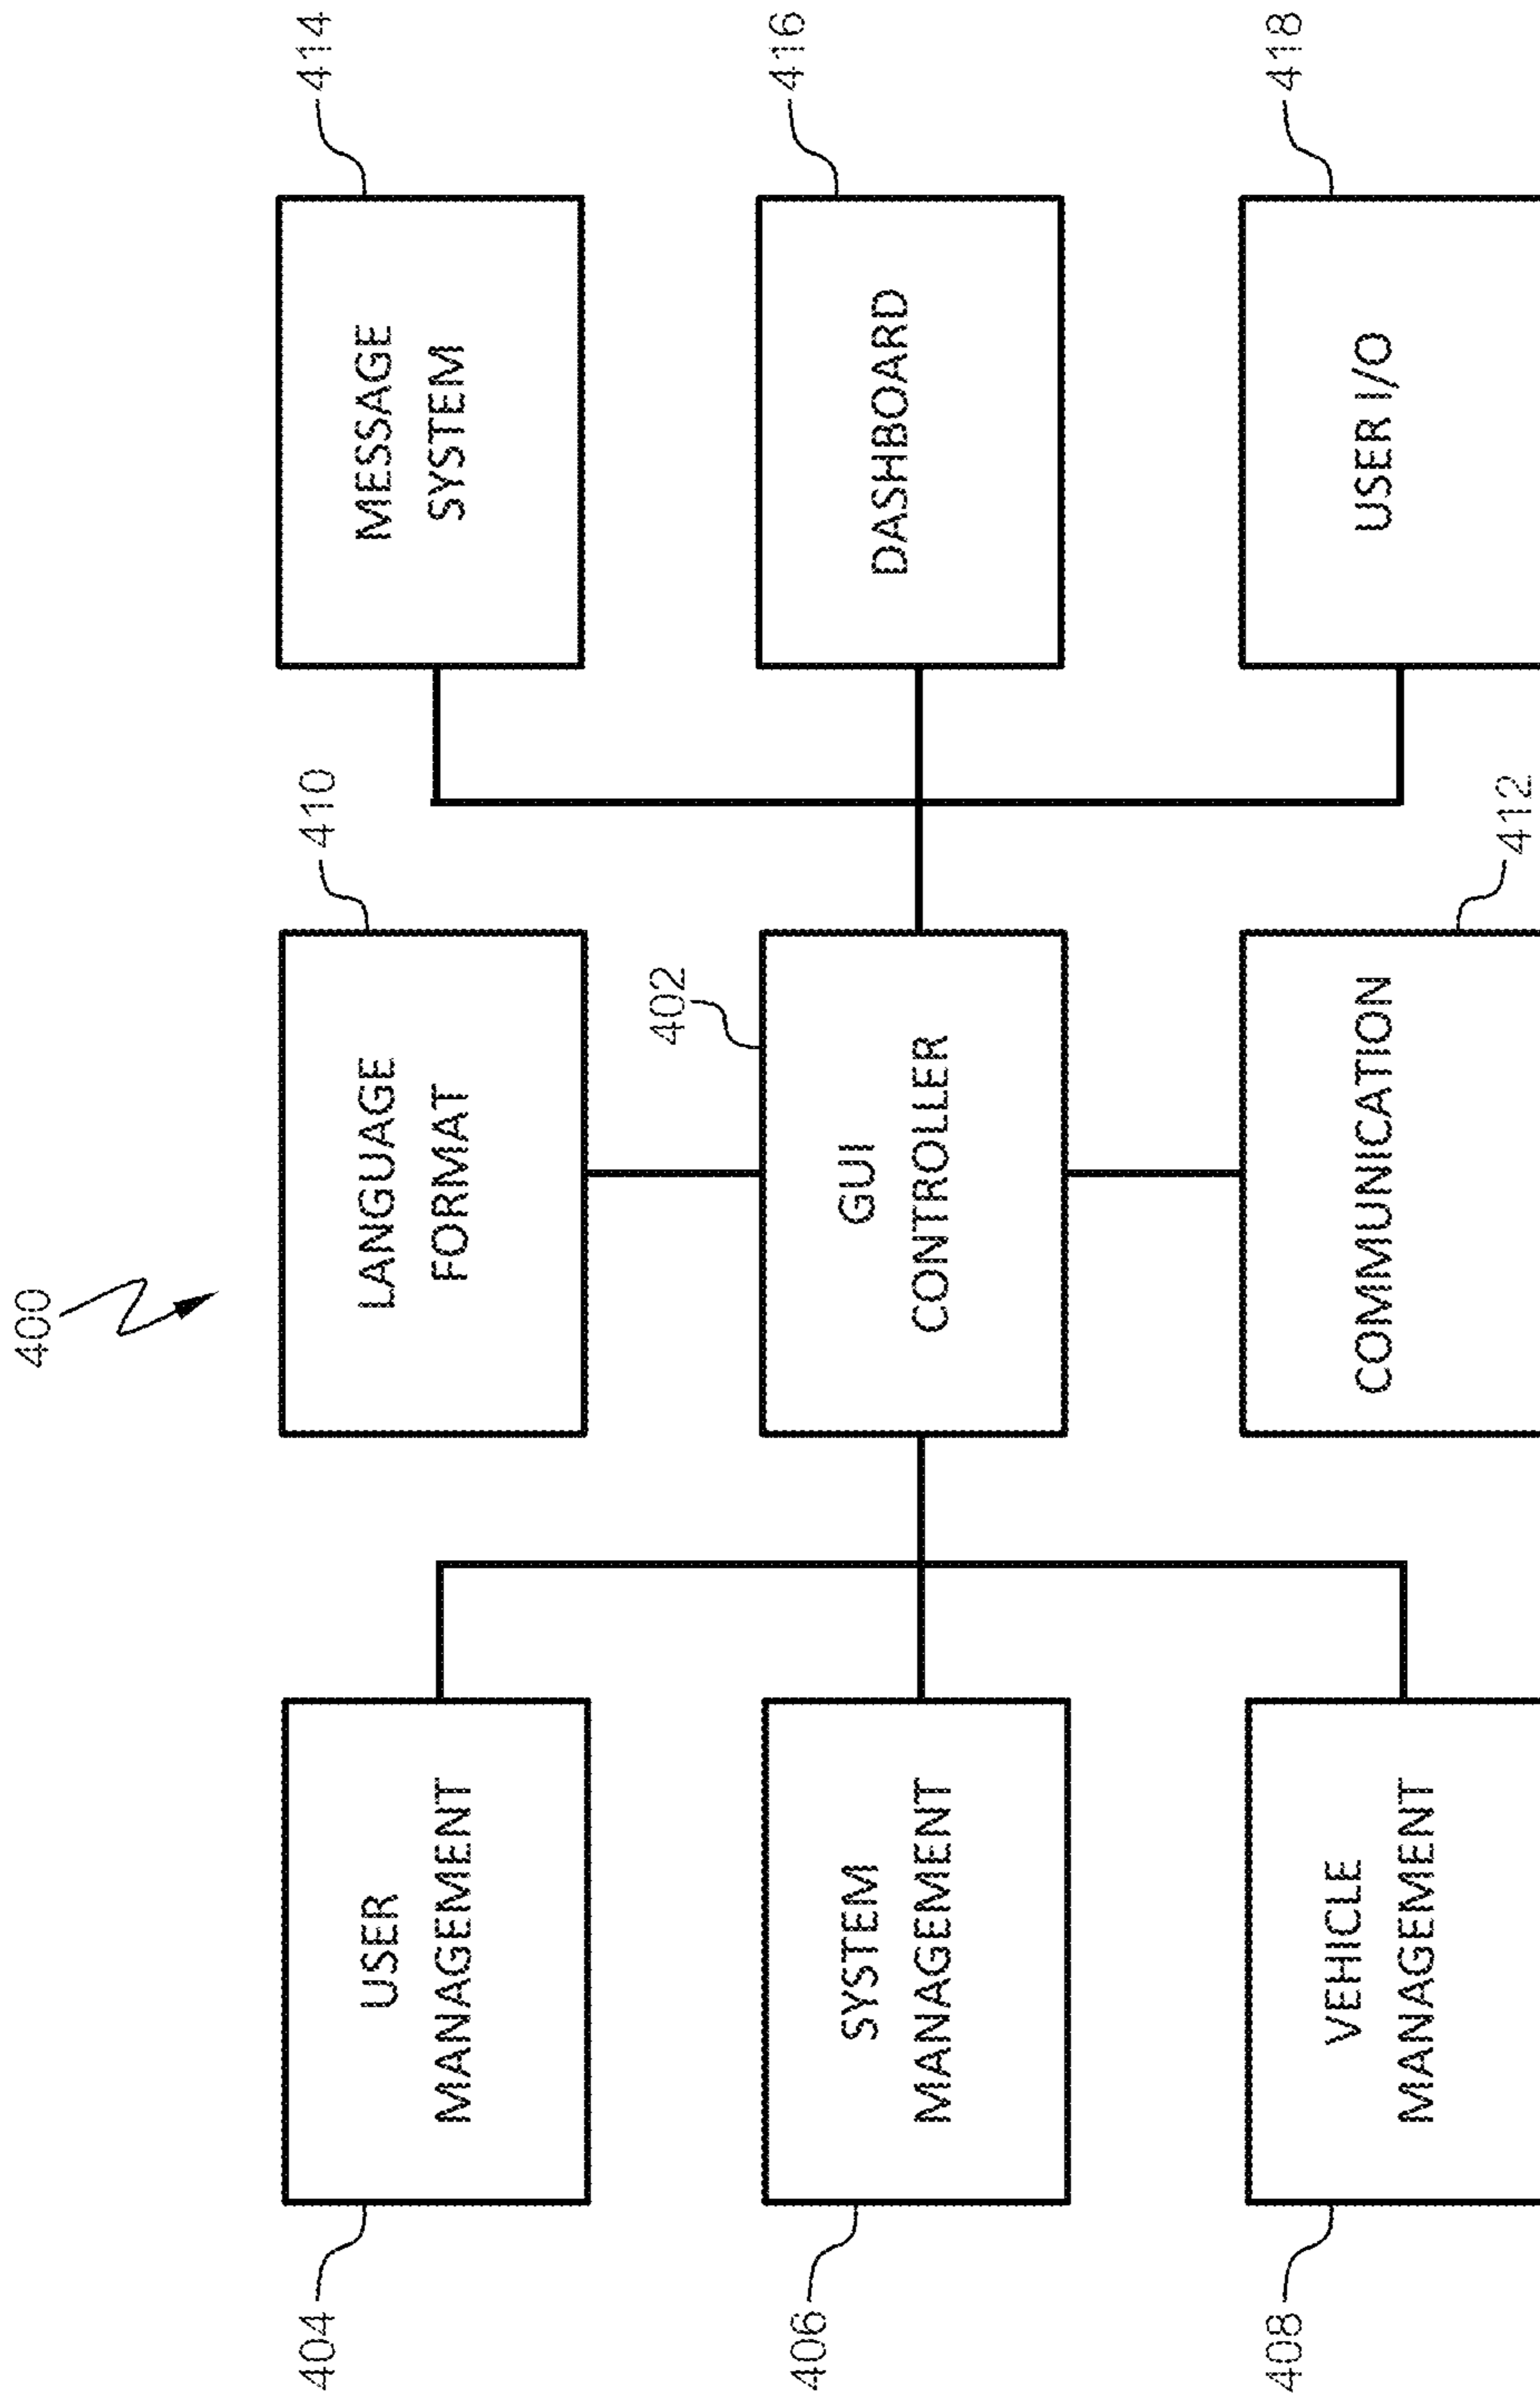 400
404
USER
MANAGEMENT
410
LANGUAGE
FORMAT
414
MESSAGE
SYSTEM
406
SYSTEM
MANAGEMENT
402
GUI
CONTROLLER
416
DASHBOARD
408
VEHICLE
MANAGEMENT
412
COMMUNICATION
418
USER I/O